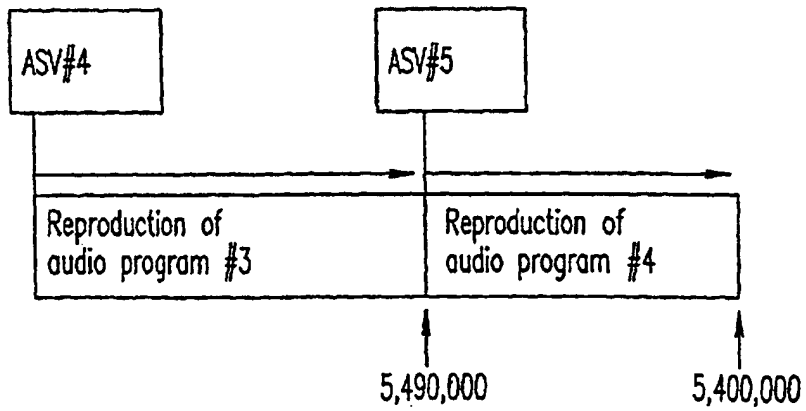 ASV#4
ASV#5
Reproduction of
audio program #3
Reproduction of
audio program #4
5,490,000
5,400,000